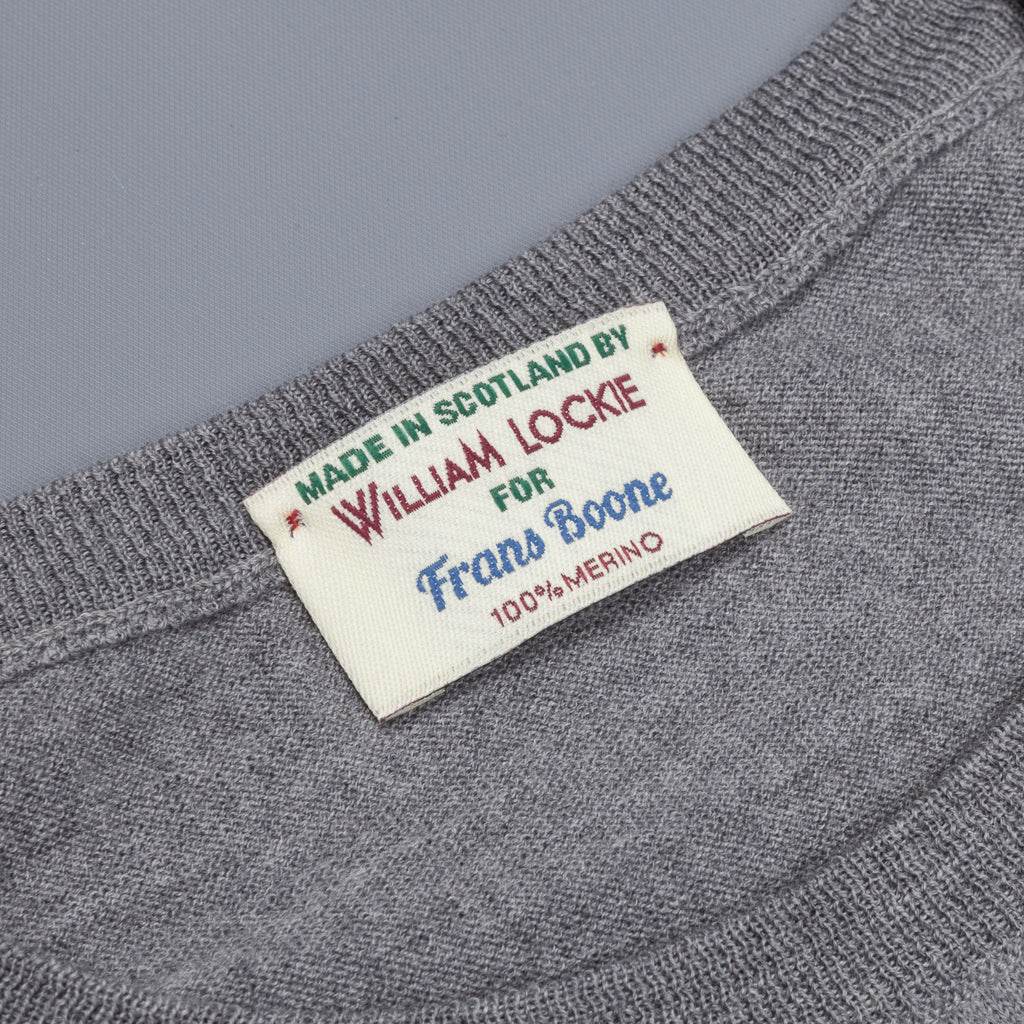 MADE IN SCOTLAND BY
WILLIAM LOCKIE
FOR
Frans Boone
100% MERINO